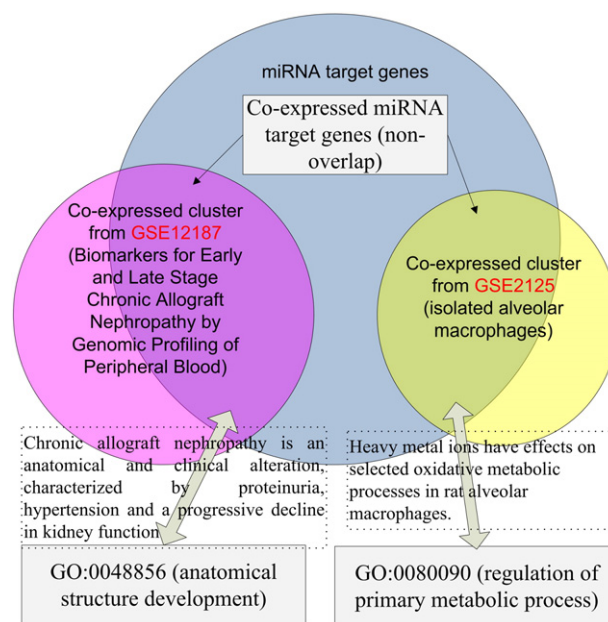 miRNA target genes
Co-expressed miRNA
target genes (non-
overlap)
Co-expressed cluster
from GSE12187
(Biomarkers for Early
and Late Stage
Chronic Allograft
Nephropathy by
Genomic Profiling of
Peripheral Blood)
Co-expressed cluster
from GSE2125
(isolated alveolar
macrophages)
Chronic allograft nephropathy is an
anatomical and clinical alteration,
characterized by proteinuria,
hypertension and a progressive decline
in kidney function
Heavy metal ions have effects on
selected oxidative metabolic
processes in rat alveolar
macrophages.
GO:0048856 (anatomical
structure development)
GO:0080090 (regulation of
primary metabolic process)